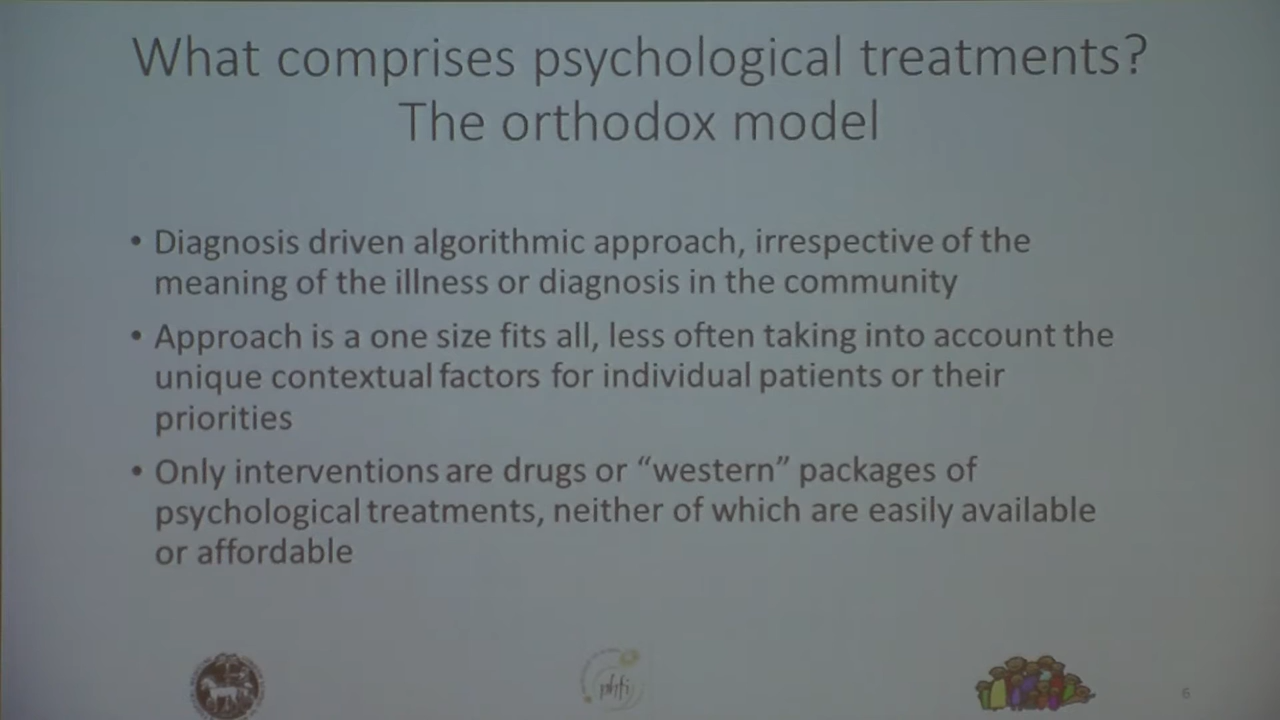 What comprises psychological treatments?
The orthodox model
• Diagnosis driven algorithmic approach, irrespective of the
meaning of the illness or diagnosis in the community
• Approach is a one size fits all, less often taking into account the
unique contextual factors for individual patients or their
priorities
• Only interventions are drugs or “western” packages of
psychological treatments, neither of which are easily available
or affordable
phfi
6